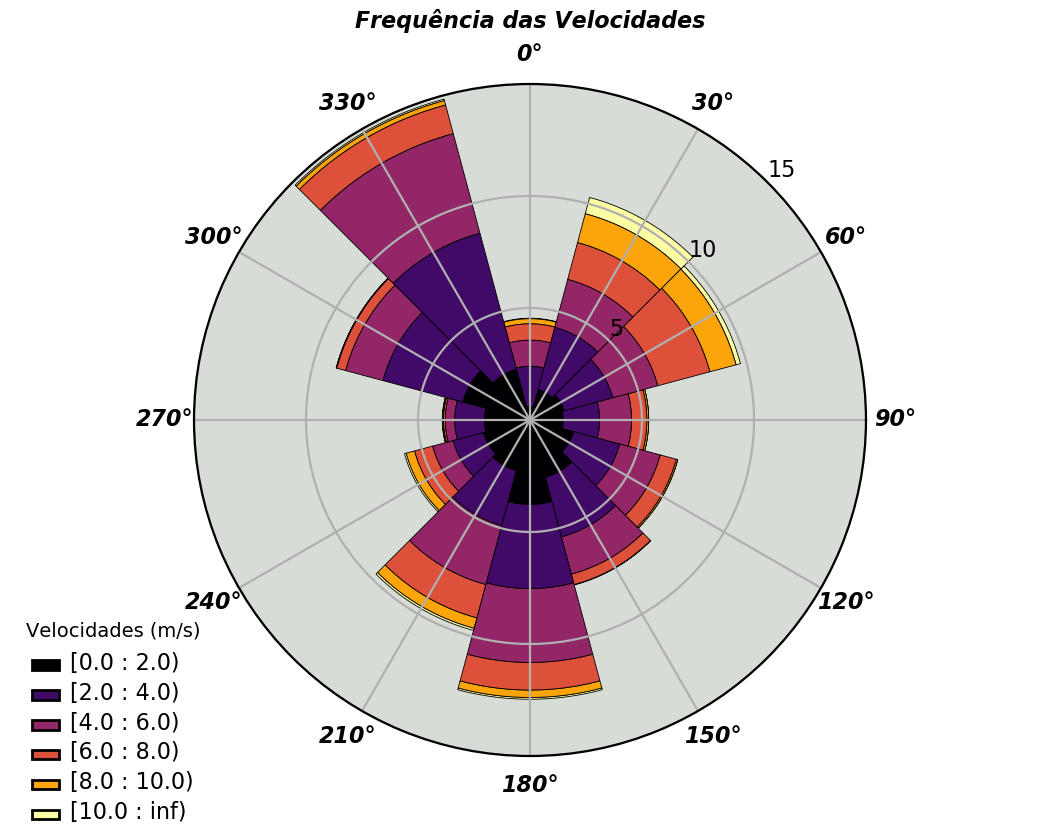 Frequência das Velocidades
0°
330°
30°
15
300°
60°
10
5
270°
90°
240°
120°
210°
150°
180°
Velocidades (m/s)
[0.0 : 2.0)
[2.0 : 4.0)
[4.0 : 6.0)
[6.0 : 8.0)
[8.0 : 10.0)
[10.0 : inf)